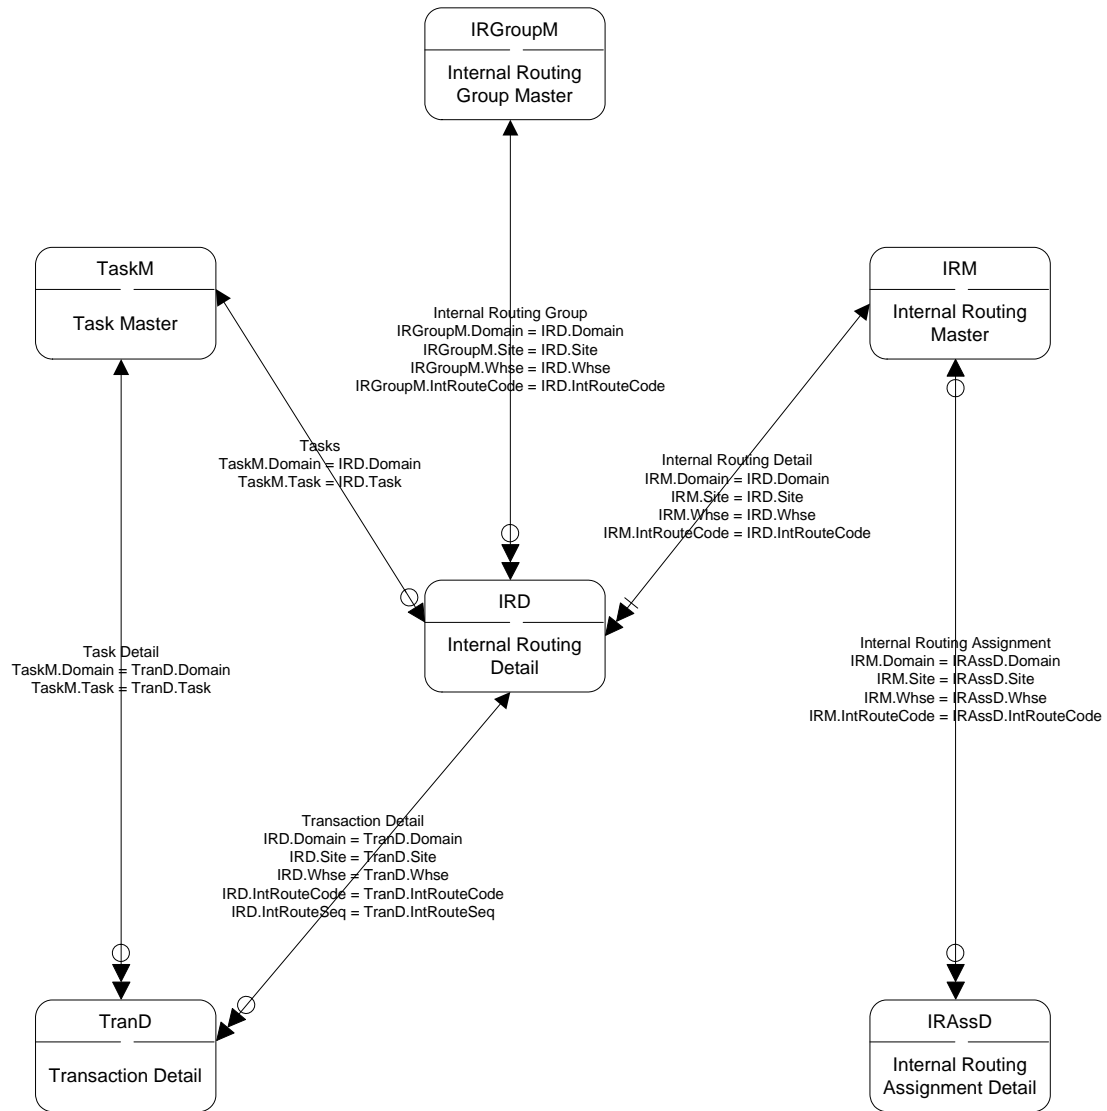 IRGroupM
Internal Routing
Group Master
TaskM
Task Master
IRM
Internal Routing
Master
Internal Routing Group
IRGroupM.Domain = IRD.Domain
IRGroupM.Site = IRD.Site
IRGroupM.Whse = IRD.Whse
IRGroupM.IntRouteCode = IRD.IntRouteCode
Tasks
TaskM.Domain = IRD.Domain
TaskM.Task = IRD.Task
Internal Routing Detail
IRM.Domain = IRD.Domain
IRM.Site = IRD.Site
IRM.Whse = IRD.Whse
IRM.IntRouteCode = IRD.IntRouteCode
IRD
Internal Routing
Detail
Task Detail
TaskM.Domain = TranD.Domain
TaskM.Task = TranD.Task
Internal Routing Assignment
IRM.Domain = IRAssD.Domain
IRM.Site = IRAssD.Site
IRM.Whse = IRAssD.Whse
IRM.IntRouteCode = IRAssD.IntRouteCode
Transaction Detail
IRD.Domain = TranD.Domain
IRD.Site = TranD.Site
IRD.Whse = TranD.Whse
IRD.IntRouteCode = TranD.IntRouteCode
IRD.IntRouteSeq = TranD.IntRouteSeq
TranD
Transaction Detail
IRAssD
Internal Routing
Assignment Detail